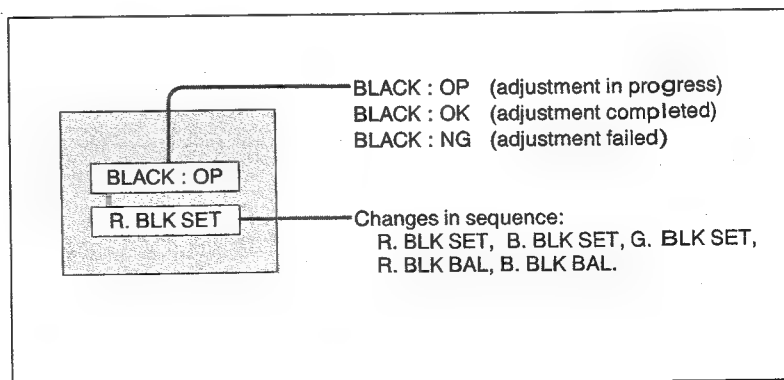 BLACK : OP (adjustment in progress)
BLACK : OK (adjustment completed)
BLACK : NG (adjustment failed)
BLACK : OP
R. BLK SET
Changes in sequence:
R. BLK SET, B. BLK SET, G. BLK SET,
R. BLK BAL, B. BLK BAL.